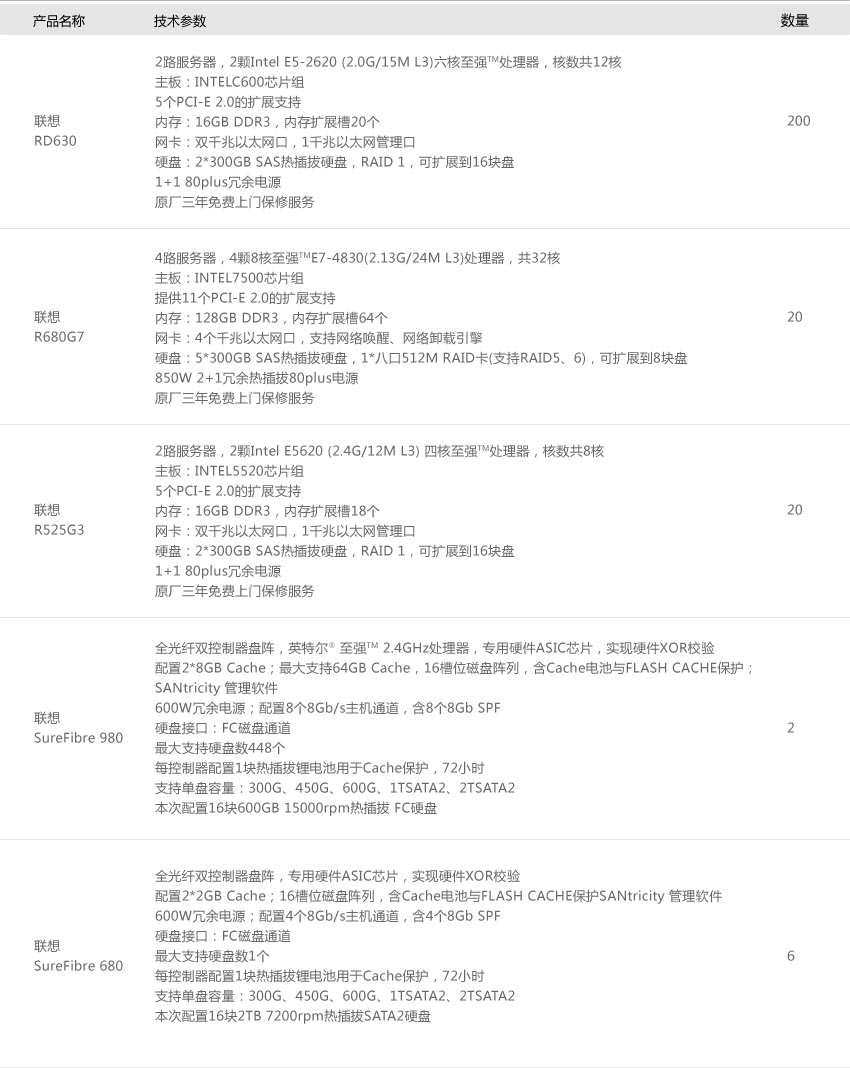 产品名称 技术参数 数量
2路服务器，2颗Intel E5-2620 (2.0G/15M L3)六核至强™处理器，核数共12核
主板：INTELC600芯片组
5个PCI-E 2.0的扩展支持
联想
RD630
内存：16GB DDR3，内存扩展槽20个
网卡：双千兆以太网口，1千兆以太网管理口
硬盘：2*300GB SAS热插拔硬盘，RAID 1，可扩展到16块盘
1+1 80plus冗余电源
原厂三年免费上门保修服务
200
4路服务器，4颗8核至强™E7-4830(2.13G/24M L3)处理器，共32核
主板：INTEL7500芯片组
提供11个PCI-E 2.0的扩展支持
联想
R680G7
内存：128GB DDR3，内存扩展槽64个
网卡：4个千兆以太网口，支持网络唤醒、网络卸载引擎
硬盘：5*300GB SAS热插拔硬盘，1*八口512M RAID卡(支持RAID5、6)，可扩展到8块盘
850W 2+1冗余热插拔80plus电源
原厂三年免费上门保修服务
20
2路服务器，2颗Intel E5620 (2.4G/12M L3) 四核至强™处理器，核数共8核
主板：INTEL5520芯片组
5个PCI-E 2.0的扩展支持
联想
R525G3
内存：16GB DDR3，内存扩展槽18个
网卡：双千兆以太网口，1千兆以太网管理口
硬盘：2*300GB SAS热插拔硬盘，RAID 1，可扩展到16块盘
1+1 80plus冗余电源
原厂三年免费上门保修服务
20
全光纤双控制器盘阵，英特尔® 至强™ 2.4GHz处理器，专用硬件ASIC芯片，实现硬件XOR校验
配置2*8GB Cache；最大支持64GB Cache，16槽位磁盘阵列，含Cache电池与FLASH CACHE保护；
SANtricity 管理软件
600W冗余电源；配置8个8Gb/s主机通道，含8个8Gb SPF
联想
SureFibre 980
硬盘接口：FC磁盘通道
最大支持硬盘数448个
每控制器配置1块热插拔锂电池用于Cache保护，72小时
支持单盘容量：300G、450G、600G、1TSATA2、2TSATA2
本次配置16块600GB 15000rpm热插拔 FC硬盘
2
全光纤双控制器盘阵，专用硬件ASIC芯片，实现硬件XOR校验
配置2*2GB Cache；16槽位磁盘阵列，含Cache电池与FLASH CACHE保护SANtricity 管理软件
600W冗余电源；配置4个8Gb/s主机通道，含4个8Gb SPF
硬盘接口：FC磁盘通道
联想
SureFibre 680
最大支持硬盘数1个
每控制器配置1块热插拔锂电池用于Cache保护，72小时
支持单盘容量：300G、450G、600G、1TSATA2、2TSATA2
本次配置16块2TB 7200rpm热插拔SATA2硬盘
6